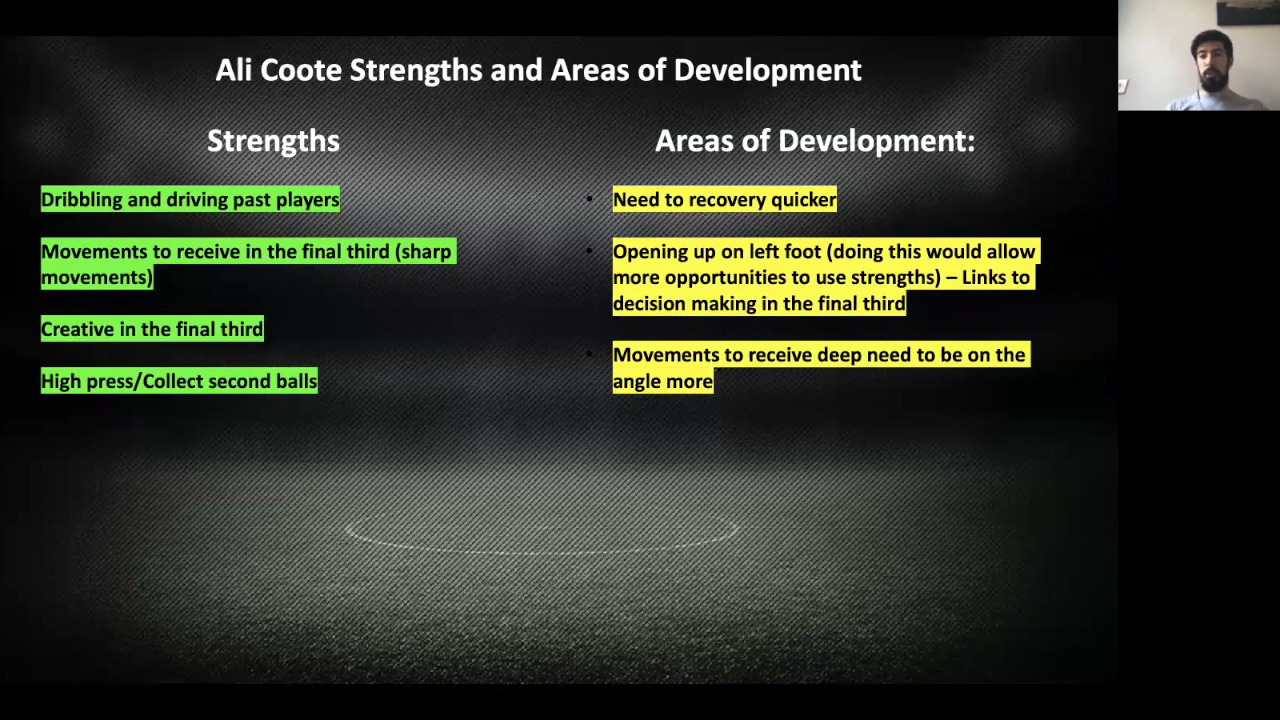 Ali Coote Strengths and Areas of Development
Strengths
Dribbling and driving past players
Movements to receive in the final third (sharp
movements)
Creative in the final third
High press/Collect second balls
Areas of Development:
Need to recovery quicker
Opening up on left foot (doing this would allow
more opportunities to use strengths) – Links to
decision making in the final third
Movements to receive deep need to be on the
angle more